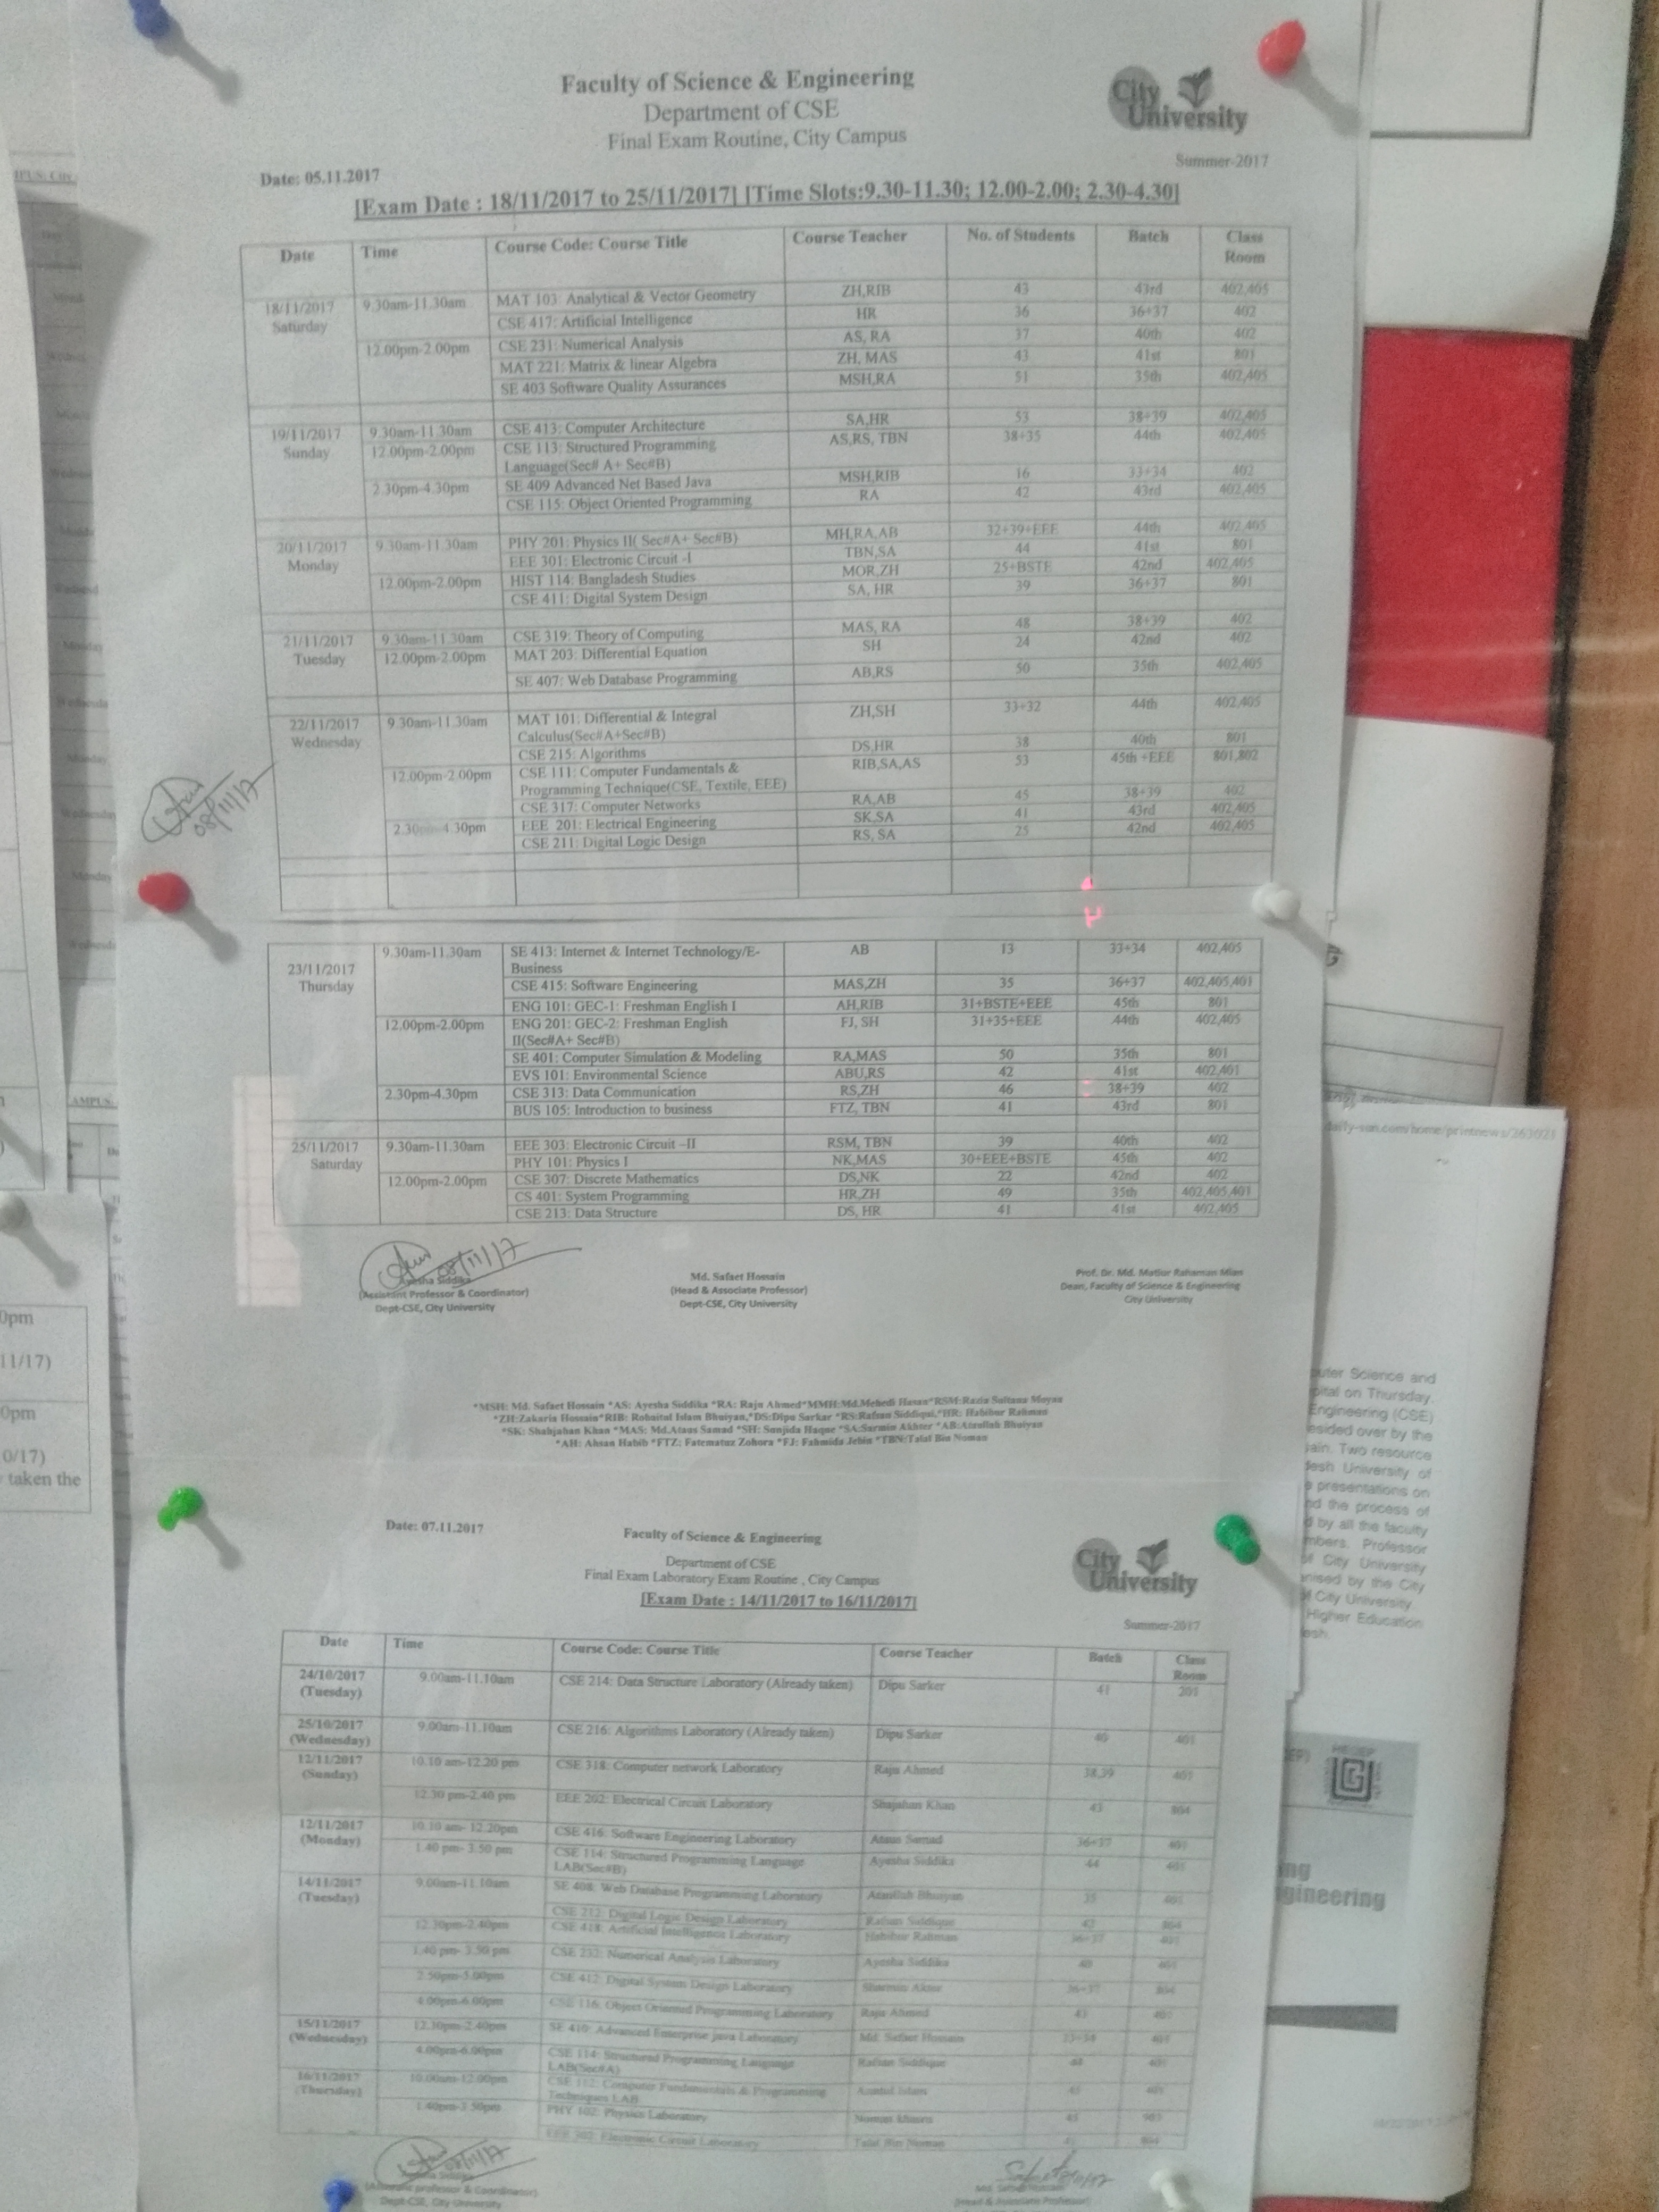 Faculty of Science & Engineering
Department of CSE
Final Exam Routine, City Campus
City University
Summer-2017
Date: 05.11.2017
[Exam Date : 18/11/2017 to 25/11/2017] [Time Slots:9.30-11.30; 12.00-2.00; 2.30-4.30]
Date Time Course Code: Course Title Course Teacher No. of Students Batch Class Room
18/11/2017 Saturday 9.30am-11.30am MAT 103: Analytical & Vector Geometry ZH,RIB 43 43rd 402,405
CSE 417: Artificial Intelligence HR 36 36+37 402
12.00pm-2.00pm CSE 231: Numerical Analysis AS, RA 37 40th 402
MAT 221: Matrix & linear Algebra ZH, MAS 43 41st 801
SE 403 Software Quality Assurances MSH,RA 51 35th 402,405
19/11/2017 Sunday 9.30am-11.30am CSE 413: Computer Architecture SA,HR 53 38+39 402,405
12.00pm-2.00pm CSE 113: Structured Programming Language(Sec# A+ Sec#B) AS,RS, TBN 38+35 44th 402,405
2.30pm-4.30pm SE 409 Advanced Net Based Java MSH,RIB 16 33+34 402
CSE 115: Object Oriented Programming RA 42 43rd 402,405
20/11/2017 Monday 9.30am-11.30am PHY 201: Physics II( Sec#A+ Sec#B) MH,RA,AB 32+39+EEE 44th 402,405
EEE 301: Electronic Circuit -I TBN,SA 44 41st 801
12.00pm-2.00pm HIST 114: Bangladesh Studies MOR,ZH 25+BSTE 42nd 402,405
CSE 411: Digital System Design SA, HR 39 36+37 801
21/11/2017 Tuesday 9.30am-11.30am CSE 319: Theory of Computing MAS, RA 48 38+39 402
12.00pm-2.00pm MAT 203: Differential Equation SH 24 42nd 402
SE 407: Web Database Programming AB,RS 50 35th 402,405
22/11/2017 Wednesday 9.30am-11.30am MAT 101: Differential & Integral Calculus(Sec#A+Sec#B) ZH,SH 33+32 44th 402,405
CSE 215: Algorithms DS,HR 38 40th 801
12.00pm-2.00pm CSE 111: Computer Fundamentals & Programming Technique(CSE, Textile, EEE) RIB,SA,AS 53 45th +EEE 801,802
CSE 317: Computer Networks RA,AB 45 38+39 402
2.30pm-4.30pm EEE 201: Electrical Engineering SK,SA 41 43rd 402,405
CSE 211: Digital Logic Design RS, SA 25 42nd 402,405
08/11/17
23/11/2017 Thursday 9.30am-11.30am SE 413: Internet & Internet Technology/E-Business AB 13 33+34 402,405
CSE 415: Software Engineering MAS,ZH 35 36+37 402,405,401
ENG 101: GEC-1: Freshman English I AH,RIB 31+BSTE+EEE 45th 801
12.00pm-2.00pm ENG 201: GEC-2: Freshman English II(Sec#A+ Sec#B) FJ, SH 31+35+EEE 44th 402,405
SE 401: Computer Simulation & Modeling RA,MAS 50 35th 801
EVS 101: Environmental Science ABU,RS 42 41st 402,401
2.30pm-4.30pm CSE 313: Data Communication RS,ZH 46 38+39 402
BUS 105: Introduction to business FTZ, TBN 41 43rd 801
25/11/2017 Saturday 9.30am-11.30am EEE 303: Electronic Circuit -II RSM, TBN 39 40th 402
PHY 101: Physics I NK,MAS 30+EEE+BSTE 45th 402
12.00pm-2.00pm CSE 307: Discrete Mathematics DS,NK 22 42nd 402
CS 401: System Programming HR,ZH 49 35th 402,405,401
CSE 213: Data Structure DS, HR 41 41st 402,405
08/11/17
Ayesha Siddika
(Assistant Professor & Coordinator)
Dept-CSE, City University
Md. Safaet Hossain
(Head & Associate Professor)
Dept-CSE, City University
Prof. Dr. Md. Matiur Rahaman Mian
Dean, Faculty of Science & Engineering
City University
*MSH: Md. Safaet Hossain *AS: Ayesha Siddika *RA: Raju Ahmed*MMH:Md.Mehedi Hasan*RSM:Razia Sultana Moyan
*ZH:Zakaria Hossain*RIB: Robaitul Islam Bhuiyan,*DS:Dipu Sarkar *RS:Rafsan Siddiqui,*HR: Habibur Rahman
*SK: Shahjahan Khan *MAS: Md.Ataus Samad *SH: Sanjida Haque *SA:Sarmin Akhter *AB:Ataullah Bhuiyan
*AH: Ahsan Habib *FTZ: Fatematuz Zohora *FJ: Fahmida Jebin *TBN:Talal Bin Noman
Date: 07.11.2017
Faculty of Science & Engineering
Department of CSE
Final Exam Laboratory Exam Routine , City Campus
[Exam Date : 14/11/2017 to 16/11/2017]
City University
Summer-2017
Date Time Course Code: Course Title Course Teacher Batch Class Room
24/10/2017 (Tuesday) 9.00am-11.10am CSE 214: Data Structure Laboratory (Already taken) Dipu Sarker 41
25/10/2017 (Wednesday) 9.00am-11.10am CSE 216: Algorithms Laboratory (Already taken) Dipu Sarker 40 401
12/11/2017 (Sunday) 10.10 am-12.20 pm CSE 318: Computer network Laboratory Raju Ahmed 38,39 401
12.30 pm-2.40 pm EEE 202: Electrical Circuit Laboratory Shajahan Khan 43
12/11/2017 (Monday) 10.10 am- 12.20pm CSE 416: Software Engineering Laboratory Ataus Samad 36+37
1.40 pm- 3.50 pm CSE 114: Structured Programming Language LAB(Sec#B) Ayesha Siddika 44
14/11/2017 (Tuesday) 9.00am-11.10am SE 408: Web Database Programming Laboratory Ataullah Bhuiyan 35
CSE 212: Digital Logic Design Laboratory Rafsan Siddique 42
12.30pm-2.40pm CSE 418: Artificial Intelligence Laboratory Habibur Rahman 36+37
1.40 pm- 3.50 pm CSE 232: Numerical Analysis Laboratory Ayesha Siddika 40
2.50pm-5.00pm CSE 412: Digital System Design Laboratory Sharmin Akter 36+37
4.00pm-6.00pm CSE 116: Object Oriented Programming Laboratory Raju Ahmed 43
15/11/2017 (Wednesday) 12.30pm-2.40pm SE 410: Advanced Enterprise java Laboratory Md. Safaet Hossain 33+34
4.00pm-6.00pm CSE 114: Structured Programming Language LAB(Sec#A) Rafsan Siddique 44
16/11/2017 (Thursday) 10.00am-12.00pm CSE 112: Computer Fundamentals & Programming Techniques LAB
1.40pm-3.50pm PHY 102: Physics Laboratory
Electronic Circuit Laboratory Talal Bin Noman
Dept-CSE, City University
uter Science and
pital on Thursday.
Engineering (CSE)
esided over by the
ain. Two resource
desh University of
presentations on
nd the process of
d by all the faculty
mbers. Professor
of City University
anised by the City
City University
Higher Education
daily-sun.com/home/printnews/263021
gineering
0pm
11/17)
0pm
0/17)
taken the